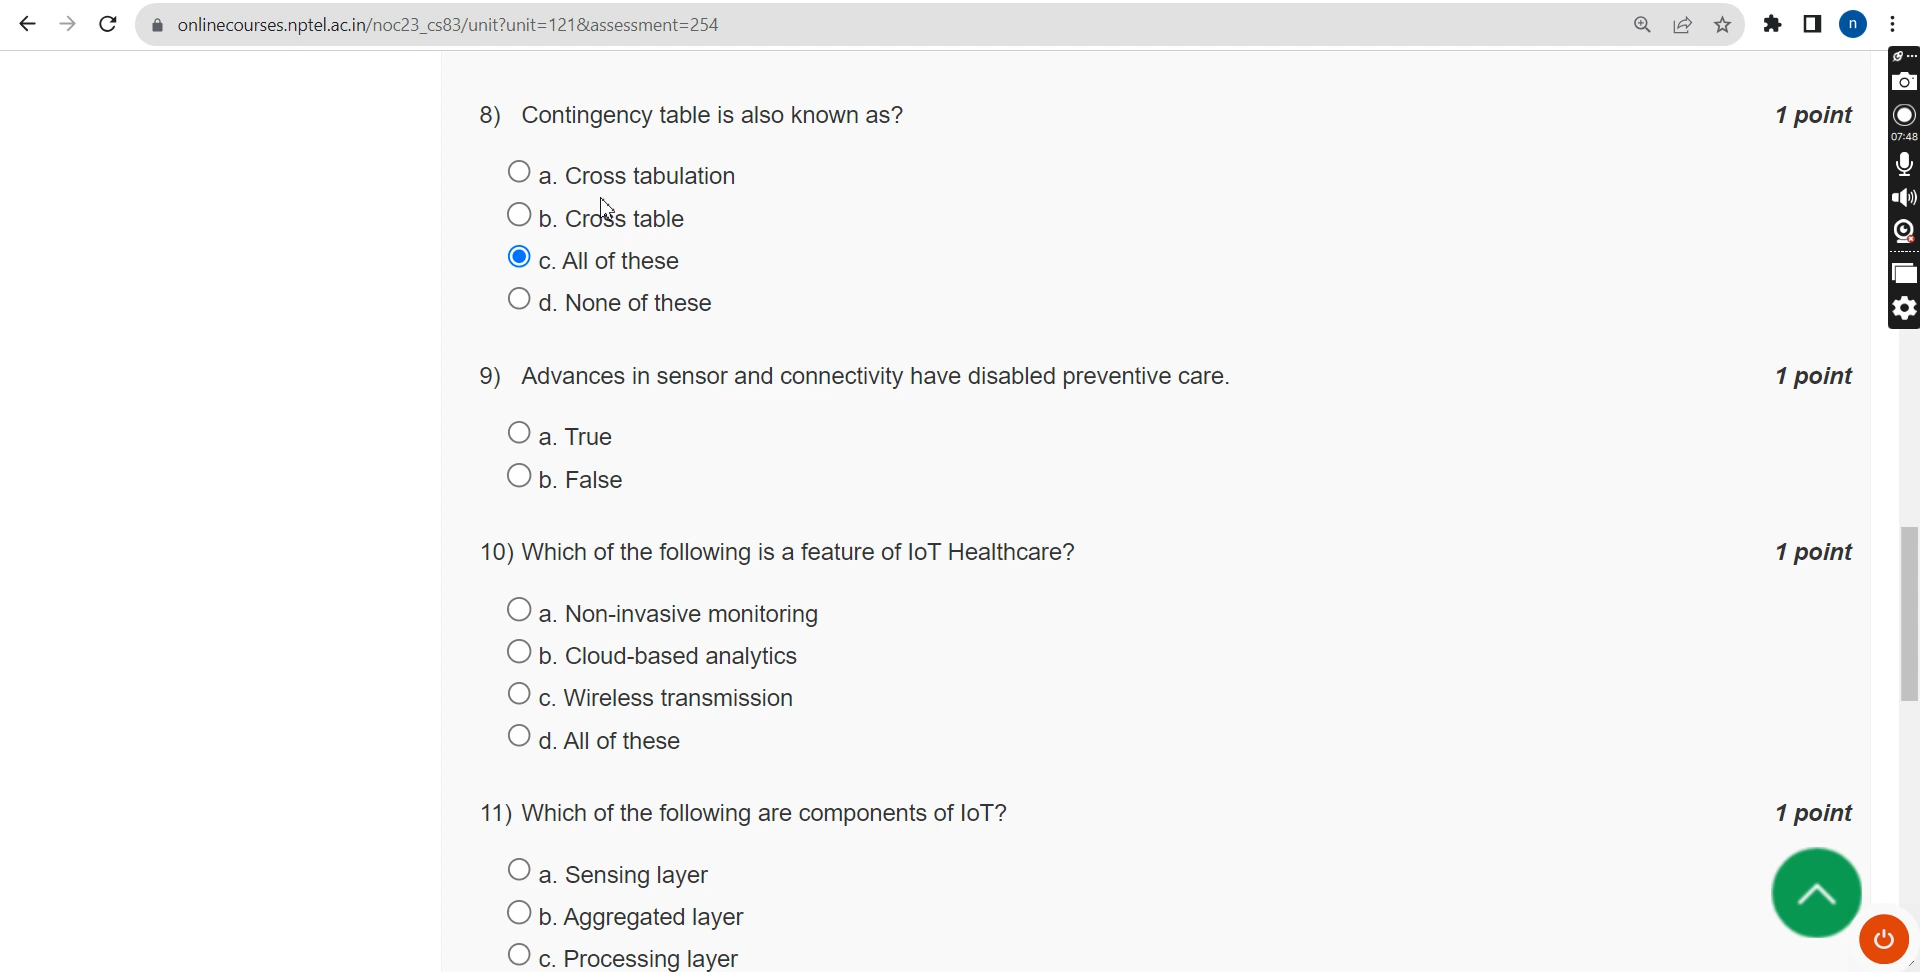 onlinecourses.nptel.ac.in/noc23_cs83/unit?unit=121&assessment=254
n
07:48
8) Contingency table is also known as? 1 point
a. Cross tabulation
b. Cross table
c. All of these
d. None of these
9) Advances in sensor and connectivity have disabled preventive care. 1 point
a. True
b. False
10) Which of the following is a feature of IoT Healthcare? 1 point
a. Non-invasive monitoring
b. Cloud-based analytics
c. Wireless transmission
d. All of these
11) Which of the following are components of IoT? 1 point
a. Sensing layer
b. Aggregated layer
c. Processing layer